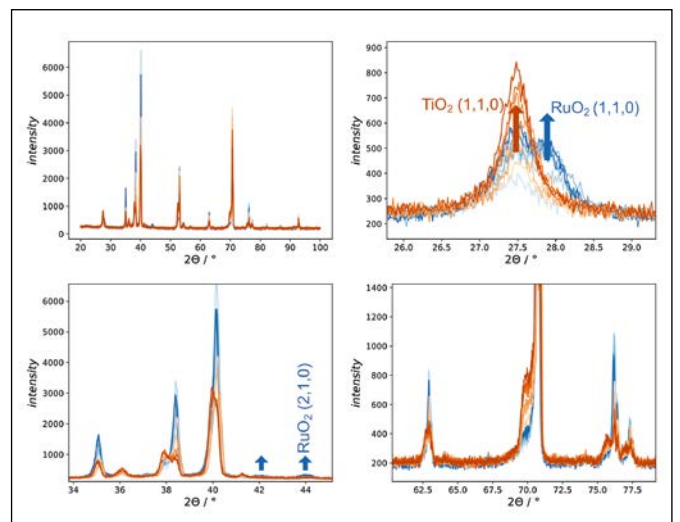 6000
5000
4000
3000
2000
1000
0
intensity
20 30 40 50 60 70 80 90 100
2Θ / °
900
800
700
600
500
400
300
200
intensity
TiO₂ (1,1,0)
RuO₂ (1,1,0)
26.0 26.5 27.0 27.5 28.0 28.5 29.0
2Θ / °
6000
5000
4000
3000
2000
1000
intensity
RuO₂ (2,1,0)
34 36 38 40 42 44
2Θ / °
1400
1200
1000
800
600
400
200
intensity
62.5 65.0 67.5 70.0 72.5 75.0 77.5
2Θ / °